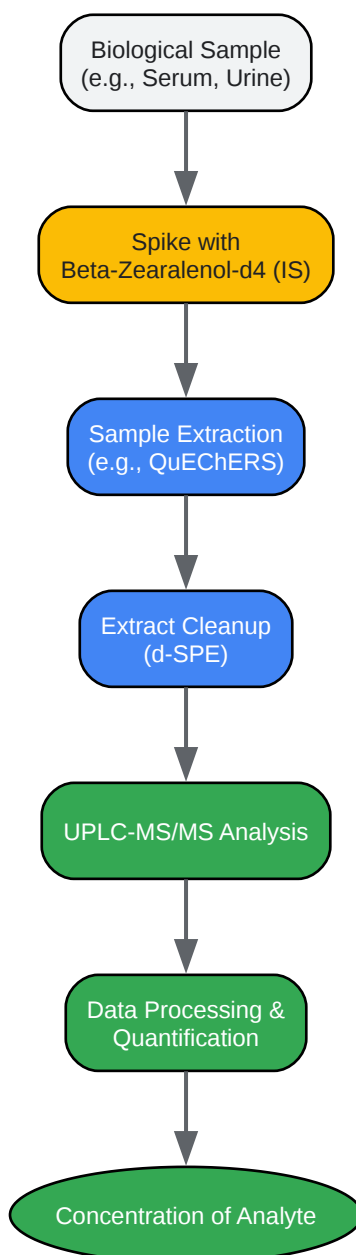 Biological Sample
(e.g., Serum, Urine)
Spike with
Beta-Zearalenol-d4 (IS)
Sample Extraction
(e.g., QuEChERS)
Extract Cleanup
(d-SPE)
UPLC-MS/MS Analysis
Data Processing &
Quantification
Concentration of Analyte